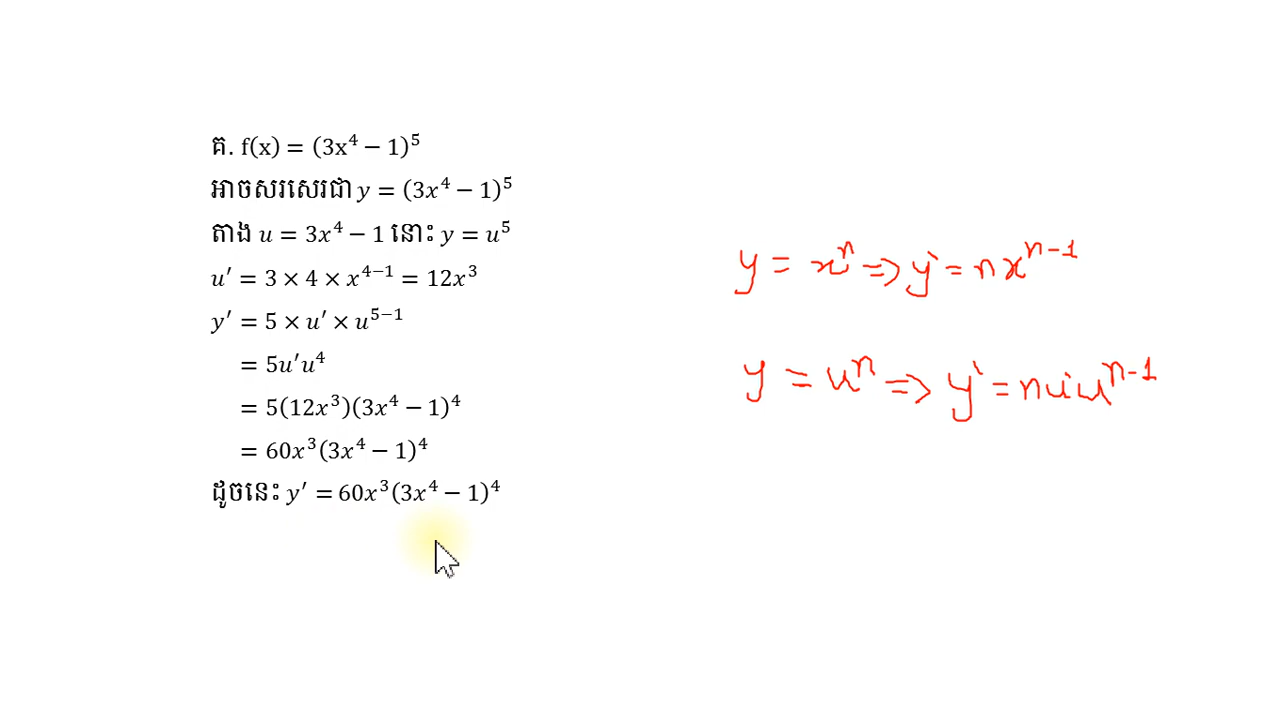 គ. f(x) = (3x⁴ − 1)⁵
អាចសរសេរជា y = (3x⁴ − 1)⁵
តាង u = 3x⁴ − 1 នោះ y = u⁵
u′ = 3 × 4 × x⁴⁻¹ = 12x³
y′ = 5 × u′ × u⁵⁻¹
= 5u′u⁴
= 5(12x³)(3x⁴ − 1)⁴
= 60x³(3x⁴ − 1)⁴
ដូចនេះ y′ = 60x³(3x⁴ − 1)⁴
y = xⁿ ⇒ y′ = nxⁿ⁻¹
y = uⁿ ⇒ y′ = nu′uⁿ⁻¹